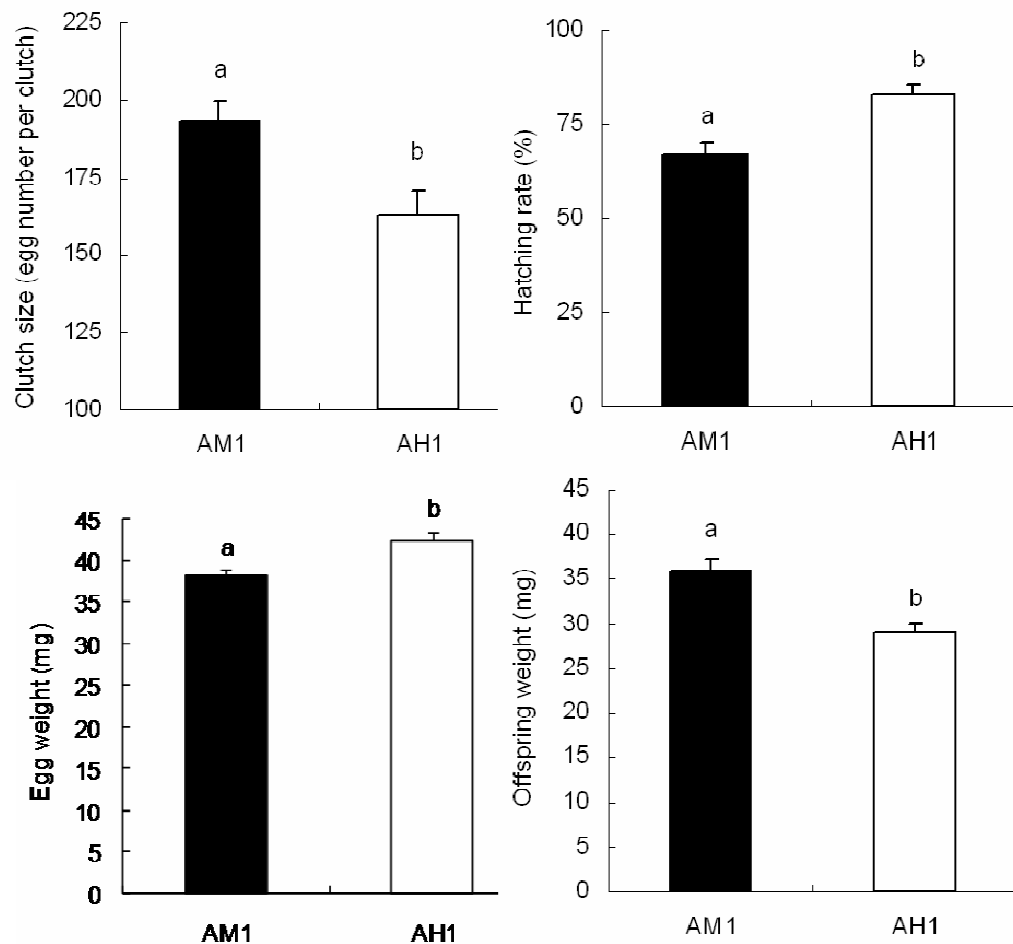 Clutch size (egg number per clutch)
225
200
175
150
125
100
a
b
AM1
AH1
Hatching rate (%)
100
75
50
25
0
a
b
AM1
AH1
Egg weight (mg)
45
40
35
30
25
20
15
10
5
0
a
b
AM1
AH1
Offspring weight (mg)
45
40
35
30
25
20
15
10
5
0
a
b
AM1
AH1